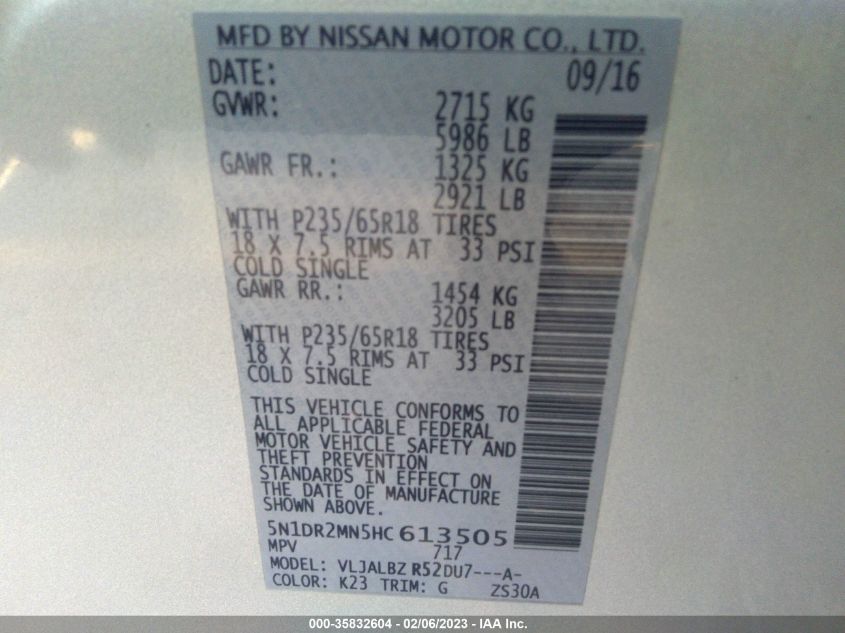 MFD BY NISSAN MOTOR CO., LTD.
DATE: 09/16
GVWR: 2715 KG
5986 LB
GAWR FR.: 1325 KG
2921 LB
WITH P235/65R18 TIRES
18 X 7.5 RIMS AT 33 PSI
COLD SINGLE
GAWR RR.: 1454 KG
3205 LB
WITH P235/65R18 TIRES
18 X 7.5 RIMS AT 33 PSI
COLD SINGLE
THIS VEHICLE CONFORMS TO
ALL APPLICABLE FEDERAL
MOTOR VEHICLE SAFETY AND
THEFT PREVENTION
STANDARDS IN EFFECT ON
THE DATE OF MANUFACTURE
SHOWN ABOVE.
5N1DR2MN5HC613505
MPV 717
MODEL: VLJALBZ R52DU7---A-
COLOR: K23 TRIM: G ZS30A
000-35832604 - 02/06/2023 - IAA Inc.